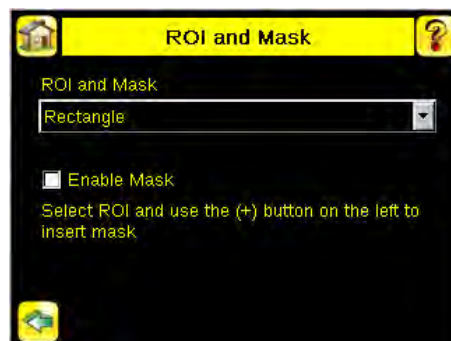 ROI and Mask
ROI and Mask
Rectangle
Enable Mask
Select ROI and use the (+) button on the left to
insert mask